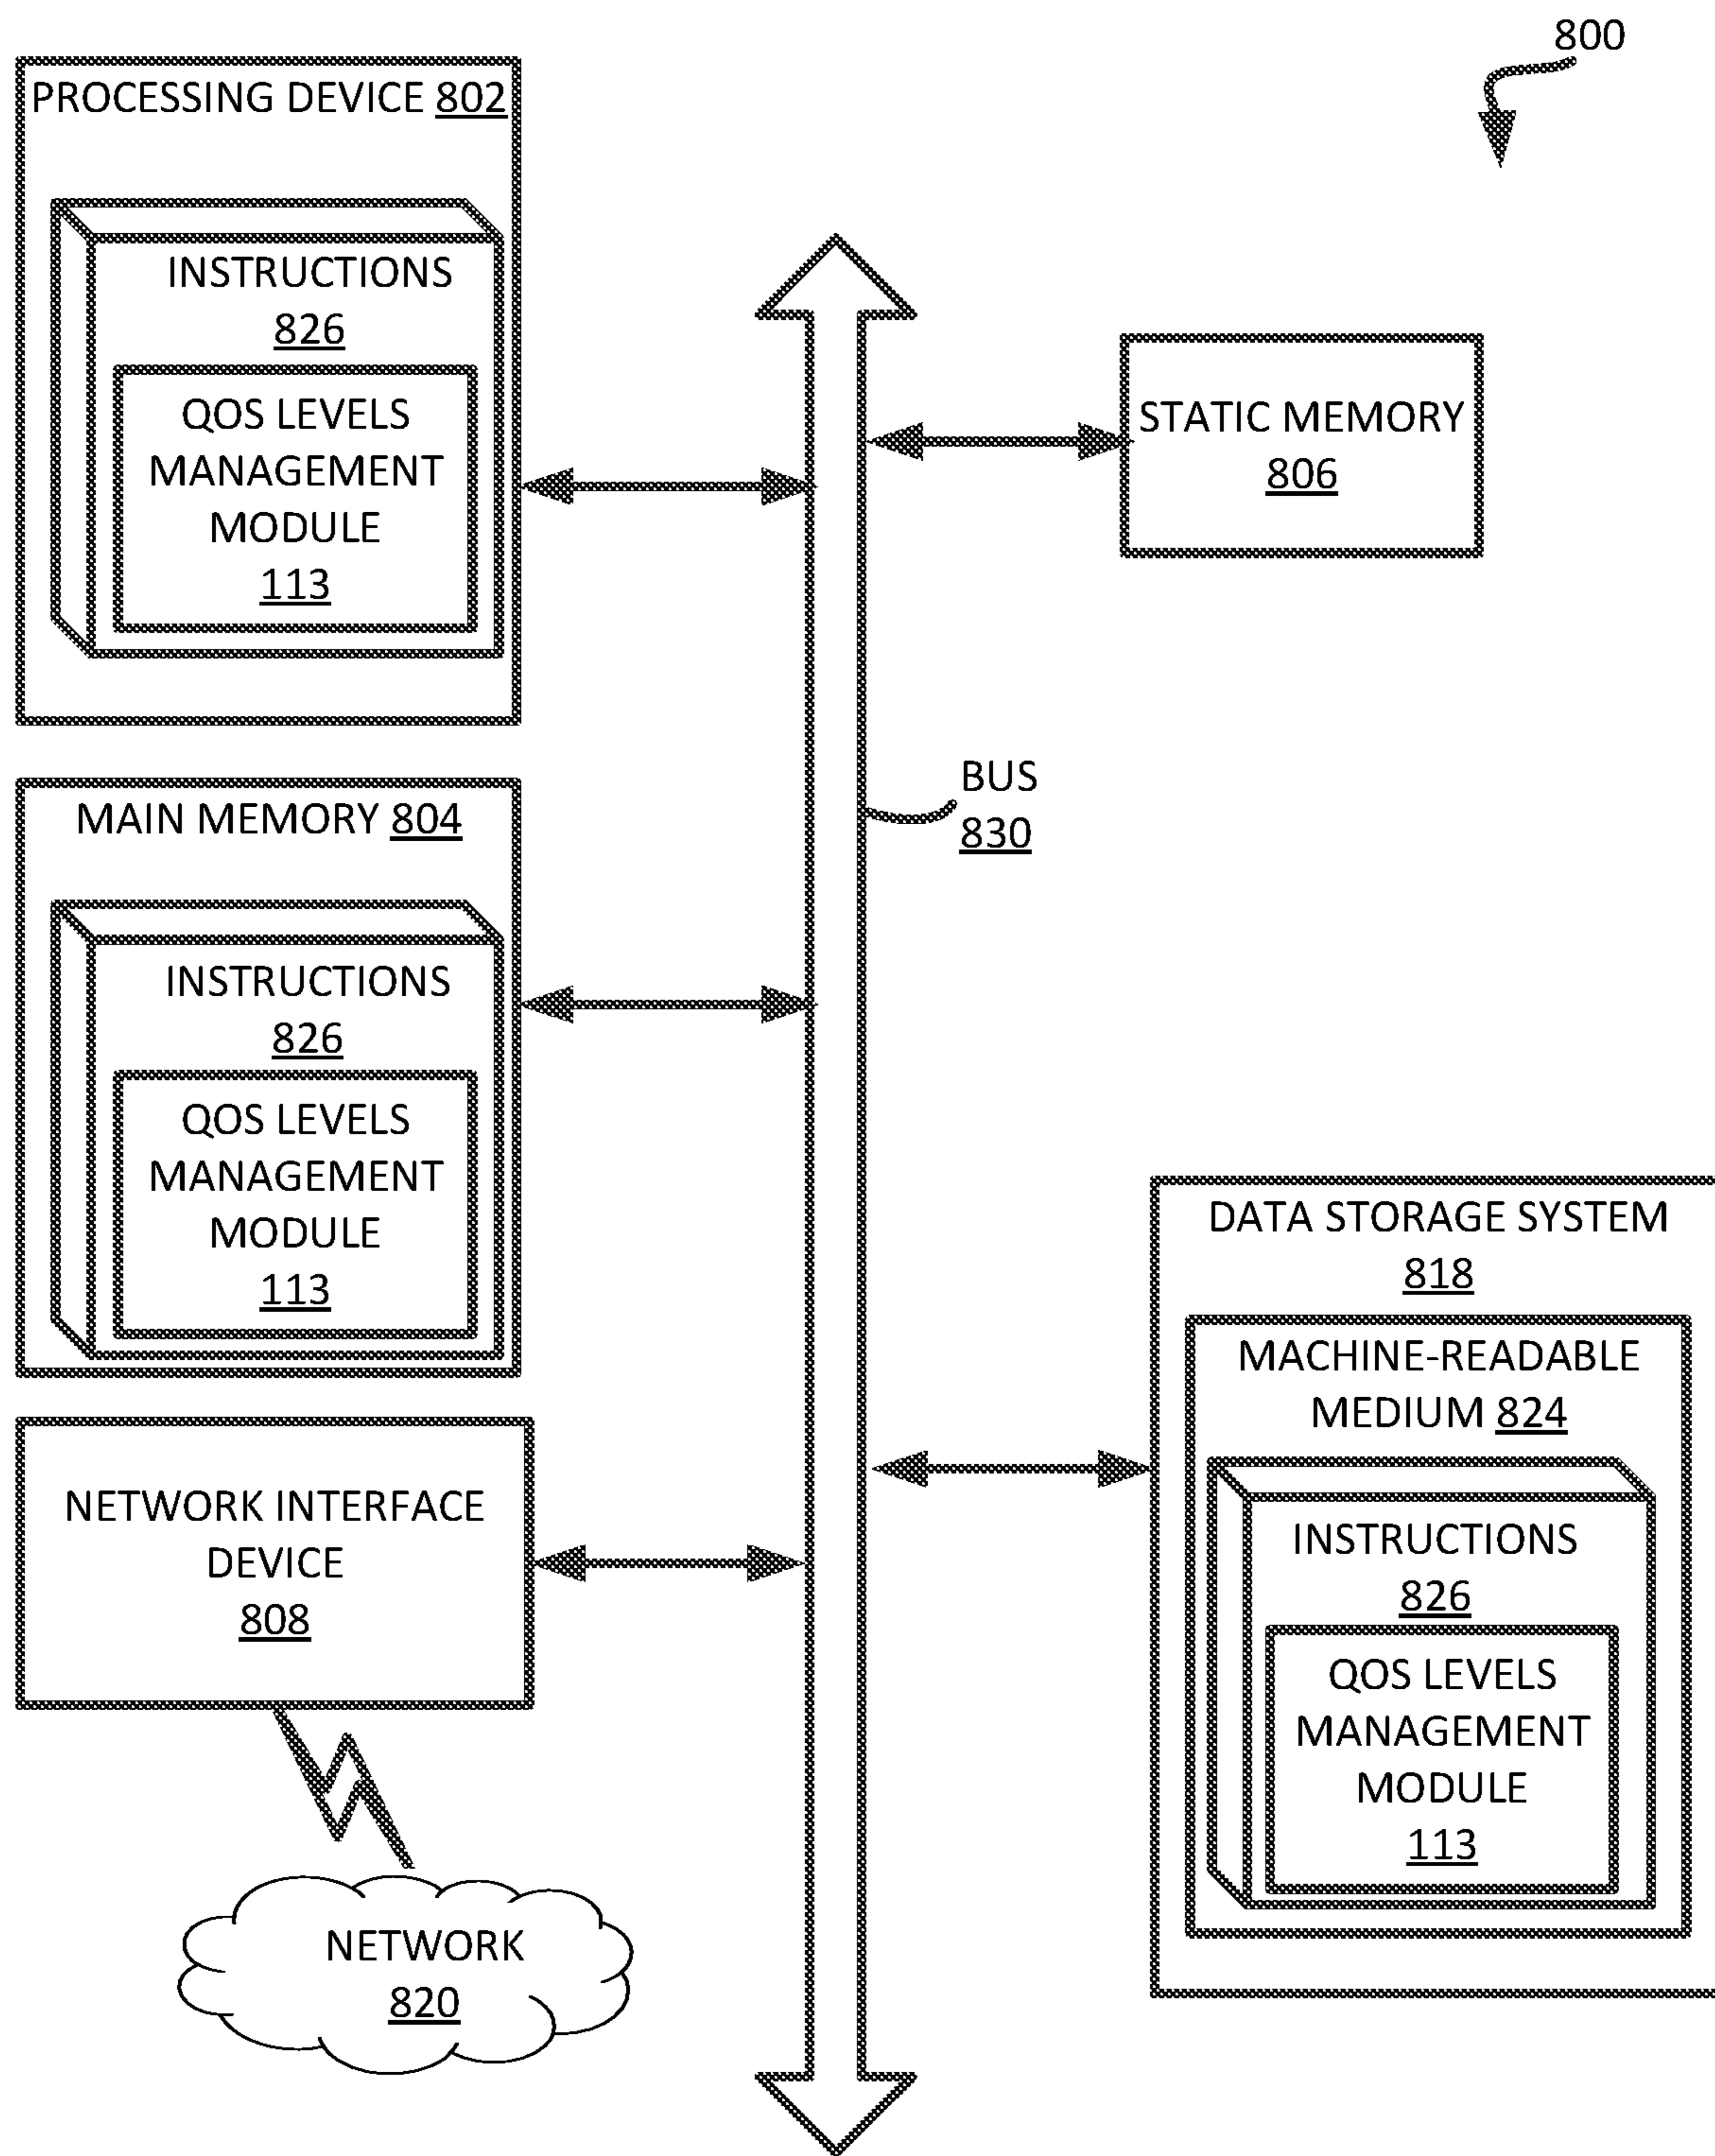 800
PROCESSING DEVICE 802
INSTRUCTIONS
826
QOS LEVELS
MANAGEMENT
MODULE
113
STATIC MEMORY
806
BUS
830
MAIN MEMORY 804
INSTRUCTIONS
826
QOS LEVELS
MANAGEMENT
MODULE
113
DATA STORAGE SYSTEM
818
MACHINE-READABLE
MEDIUM 824
INSTRUCTIONS
826
QOS LEVELS
MANAGEMENT
MODULE
113
NETWORK INTERFACE
DEVICE
808
NETWORK
820